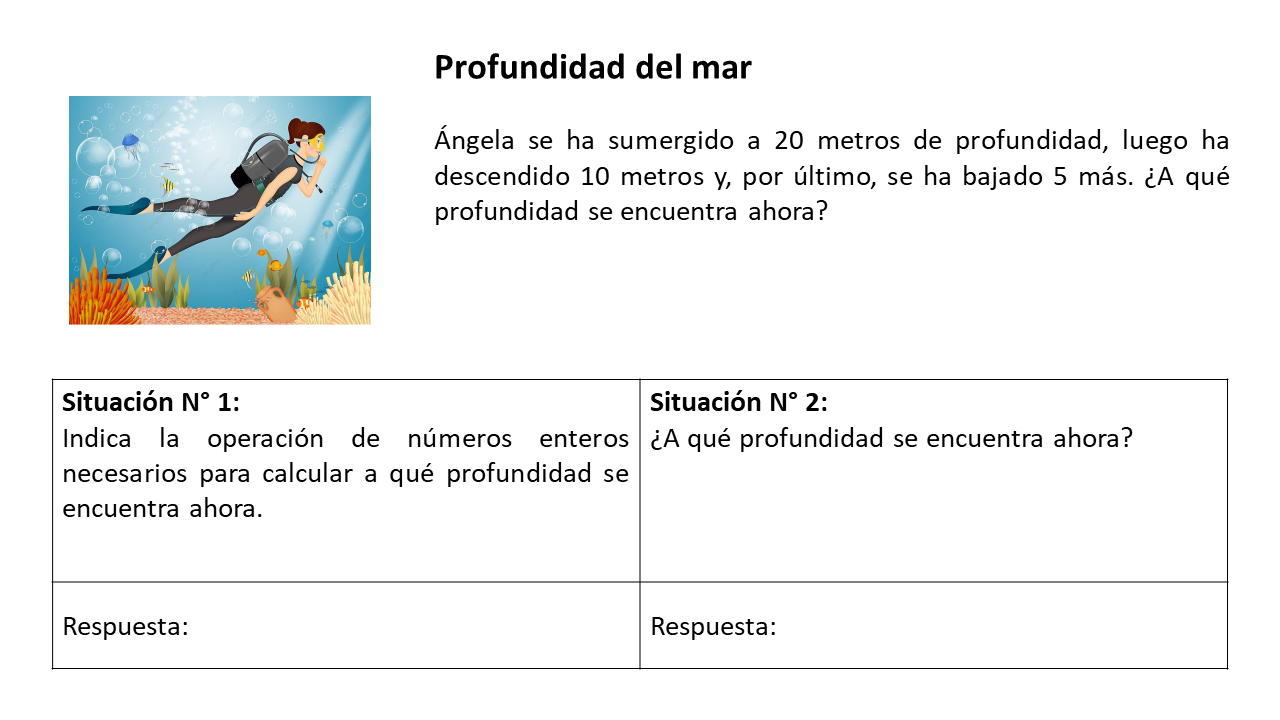 Profundidad del mar
Ángela se ha sumergido a 20 metros de profundidad, luego ha
descendido 10 metros y, por último, se ha bajado 5 más. ¿A qué
profundidad se encuentra ahora?
Situación N° 1:
Indica la operación de números enteros
necesarios para calcular a qué profundidad se
encuentra ahora.
Situación N° 2:
¿A qué profundidad se encuentra ahora?
Respuesta:
Respuesta: